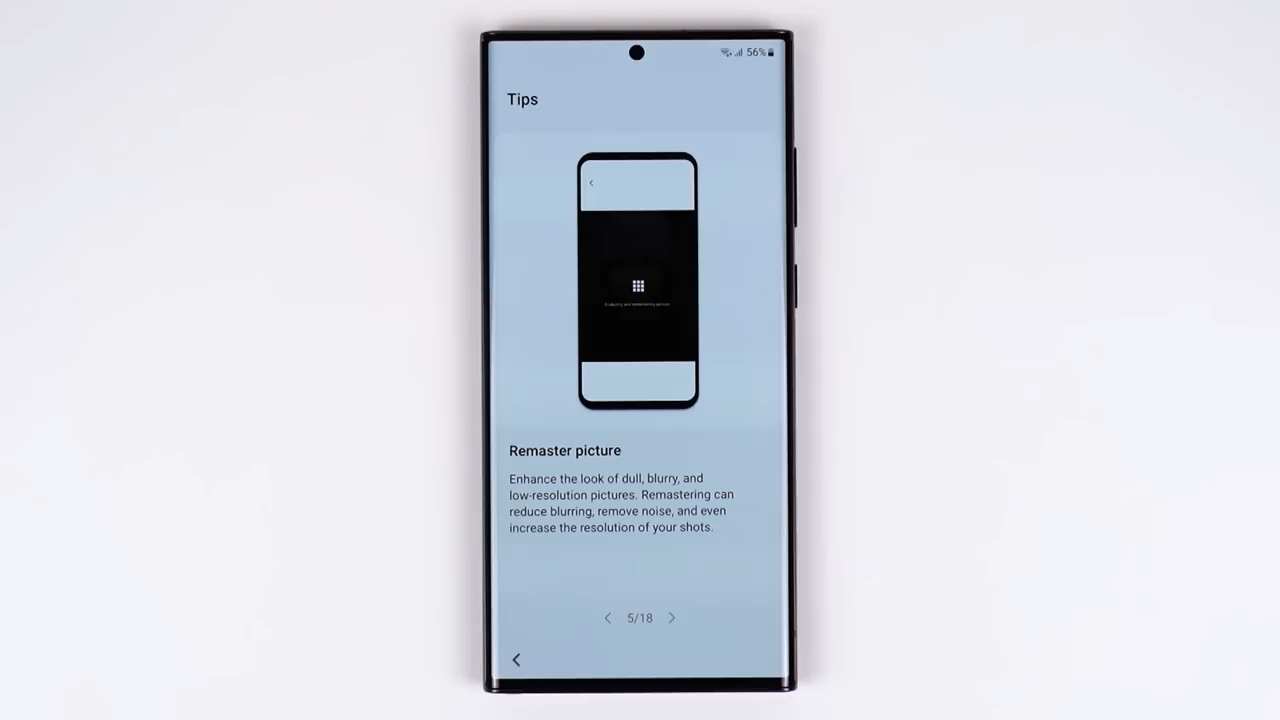 56%
Tips
Remaster picture
Enhance the look of dull, blurry, and
low-resolution pictures. Remastering can
reduce blurring, remove noise, and even
increase the resolution of your shots.
5/18